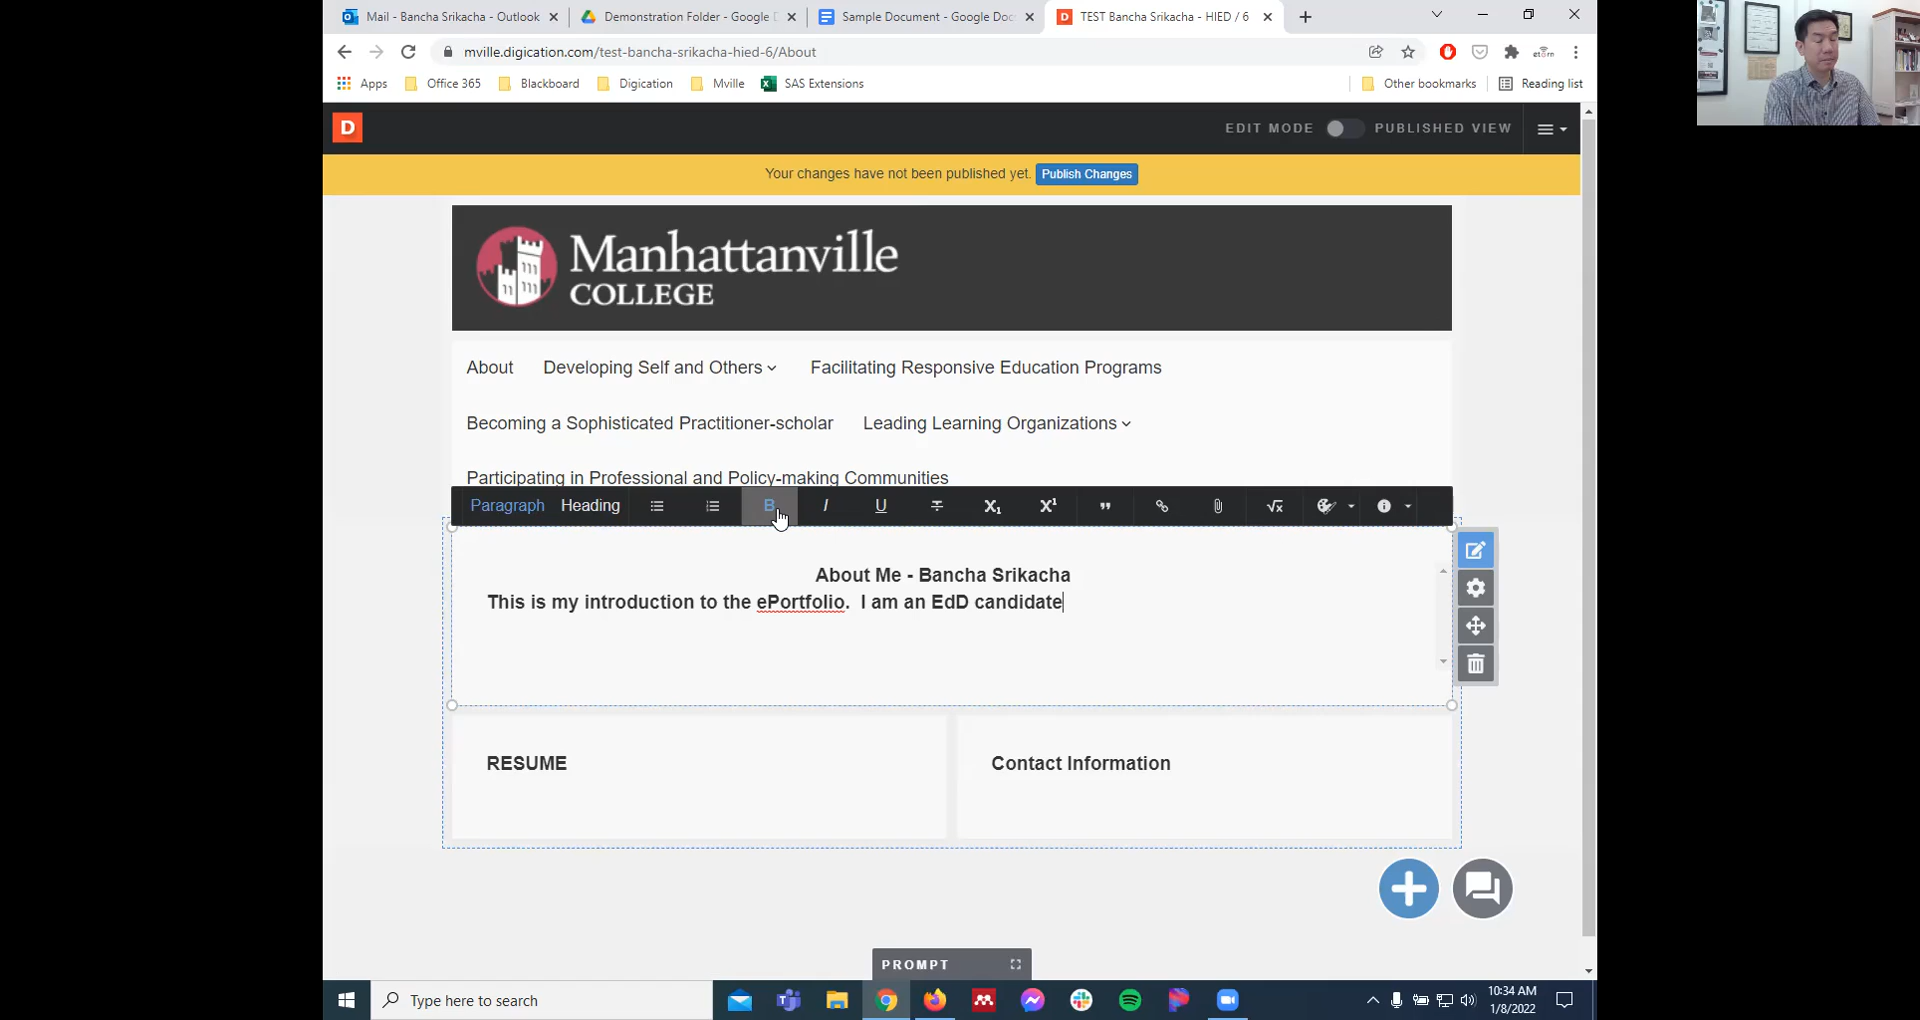 Mail - Bancha Srikacha - Outlook
Demonstration Folder - Google D
Sample Document - Google Doc
TEST Bancha Srikacha - HIED / 6
mville.digication.com/test-bancha-srikacha-hied-6/About
Apps
Office 365
Blackboard
Digication
Mville
SAS Extensions
Other bookmarks
Reading list
D
EDIT MODE
PUBLISHED VIEW
Your changes have not been published yet.
Publish Changes
Manhattanville
COLLEGE
About
Developing Self and Others
Facilitating Responsive Education Programs
Becoming a Sophisticated Practitioner-scholar
Leading Learning Organizations
Participating in Professional and Policy-making Communities
Paragraph
Heading
B
I
U
X₁
X¹
√x
About Me - Bancha Srikacha
This is my introduction to the ePortfolio.  I am an EdD candidate
RESUME
Contact Information
PROMPT
Type here to search
10:34 AM
1/8/2022